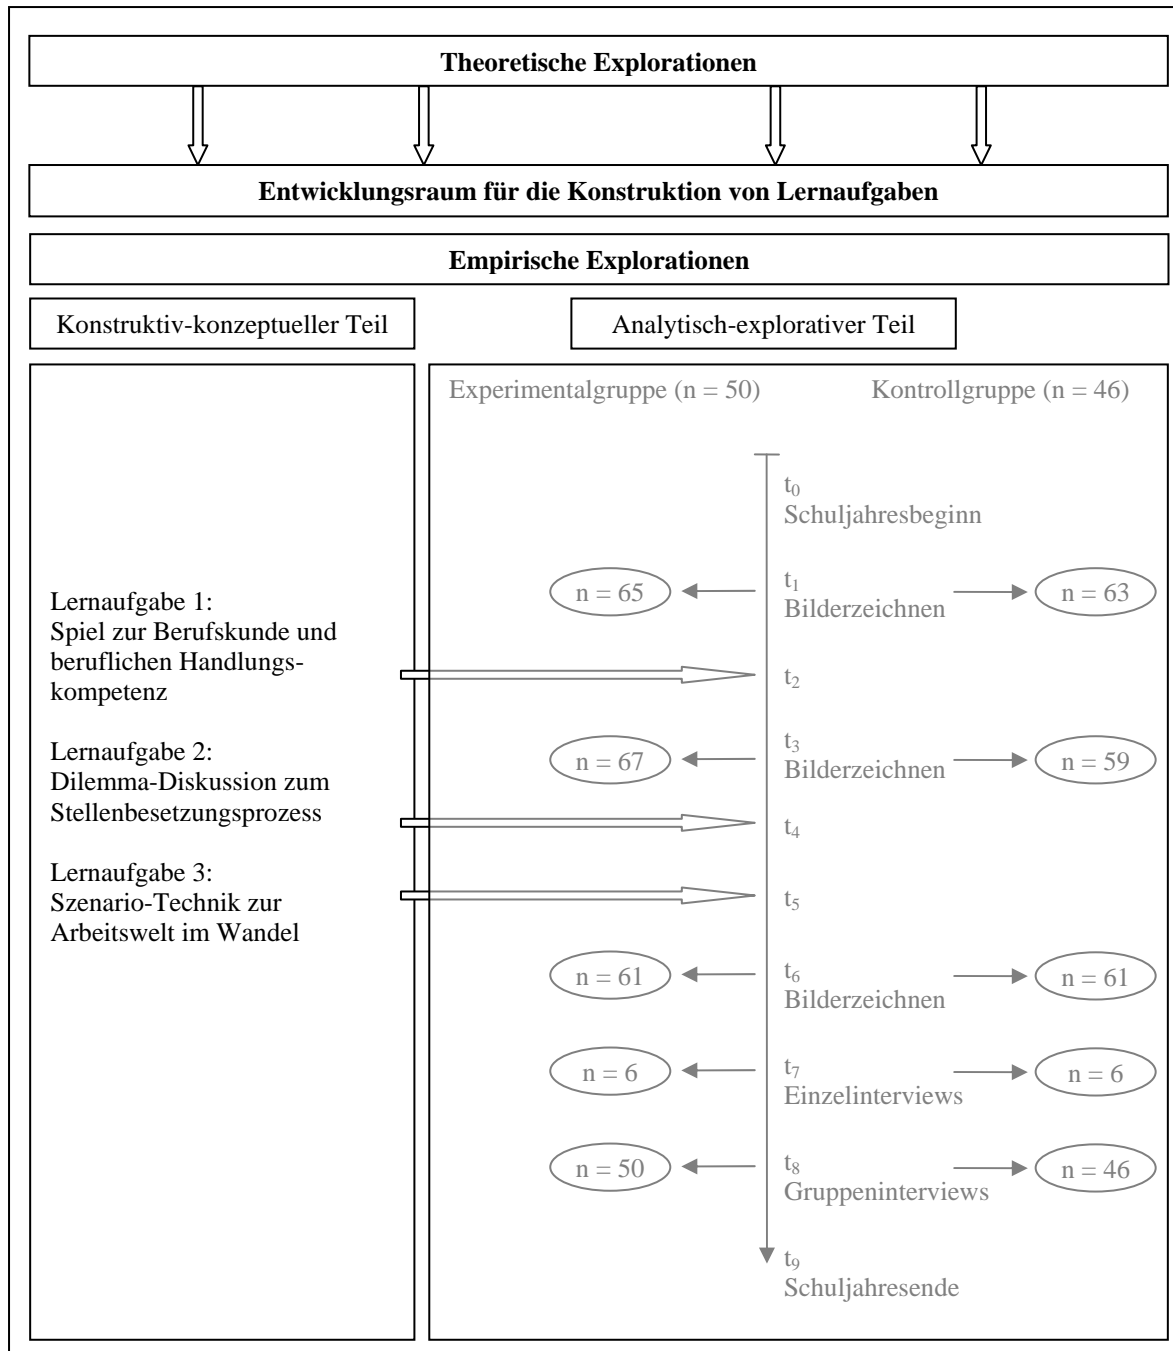 Theoretische Explorationen
Entwicklungsraum für die Konstruktion von Lernaufgaben
Empirische Explorationen
Konstruktiv-konzeptueller Teil
Analytisch-explorativer Teil
Lernaufgabe 1:
Spiel zur Berufskunde und
beruflichen Handlungs-
kompetenz
Lernaufgabe 2:
Dilemma-Diskussion zum
Stellenbesetzungsprozess
Lernaufgabe 3:
Szenario-Technik zur
Arbeitswelt im Wandel
Experimentalgruppe (n = 50)
Kontrollgruppe (n = 46)
t₀
Schuljahresbeginn
n = 65
t₁
Bilderzeichnen
n = 63
t₂
n = 67
t₃
Bilderzeichnen
n = 59
t₄
t₅
n = 61
t₆
Bilderzeichnen
n = 61
n = 6
t₇
Einzelinterviews
n = 6
n = 50
t₈
Gruppeninterviews
n = 46
t₉
Schuljahresende